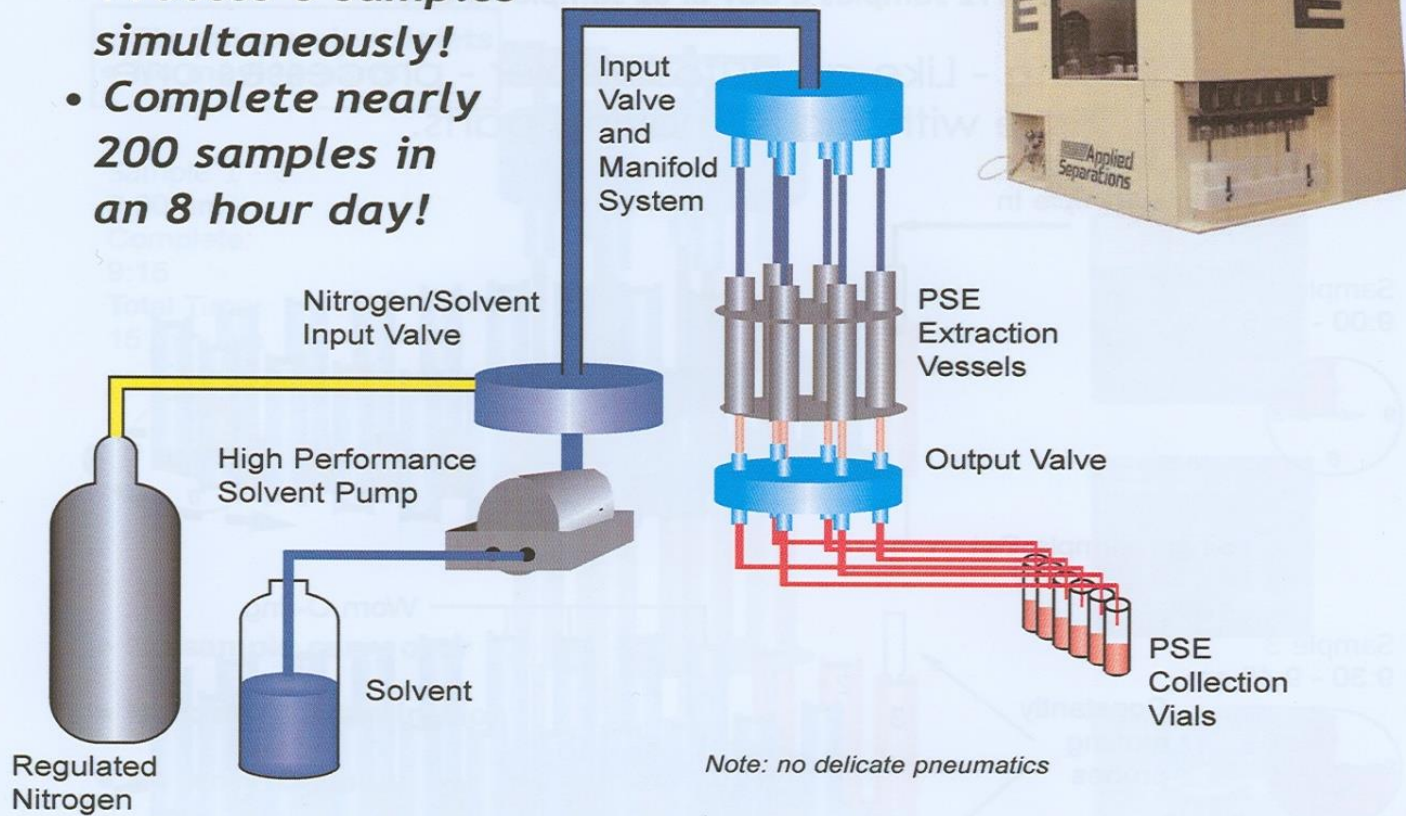 simultaneously!
• Complete nearly
200 samples in
an 8 hour day!
Input
Valve
and
Manifold
System
E
E
Applied
Separations
Nitrogen/Solvent
Input Valve
PSE
Extraction
Vessels
High Performance
Solvent Pump
Output Valve
Solvent
PSE
Collection
Vials
Regulated
Nitrogen
Note: no delicate pneumatics